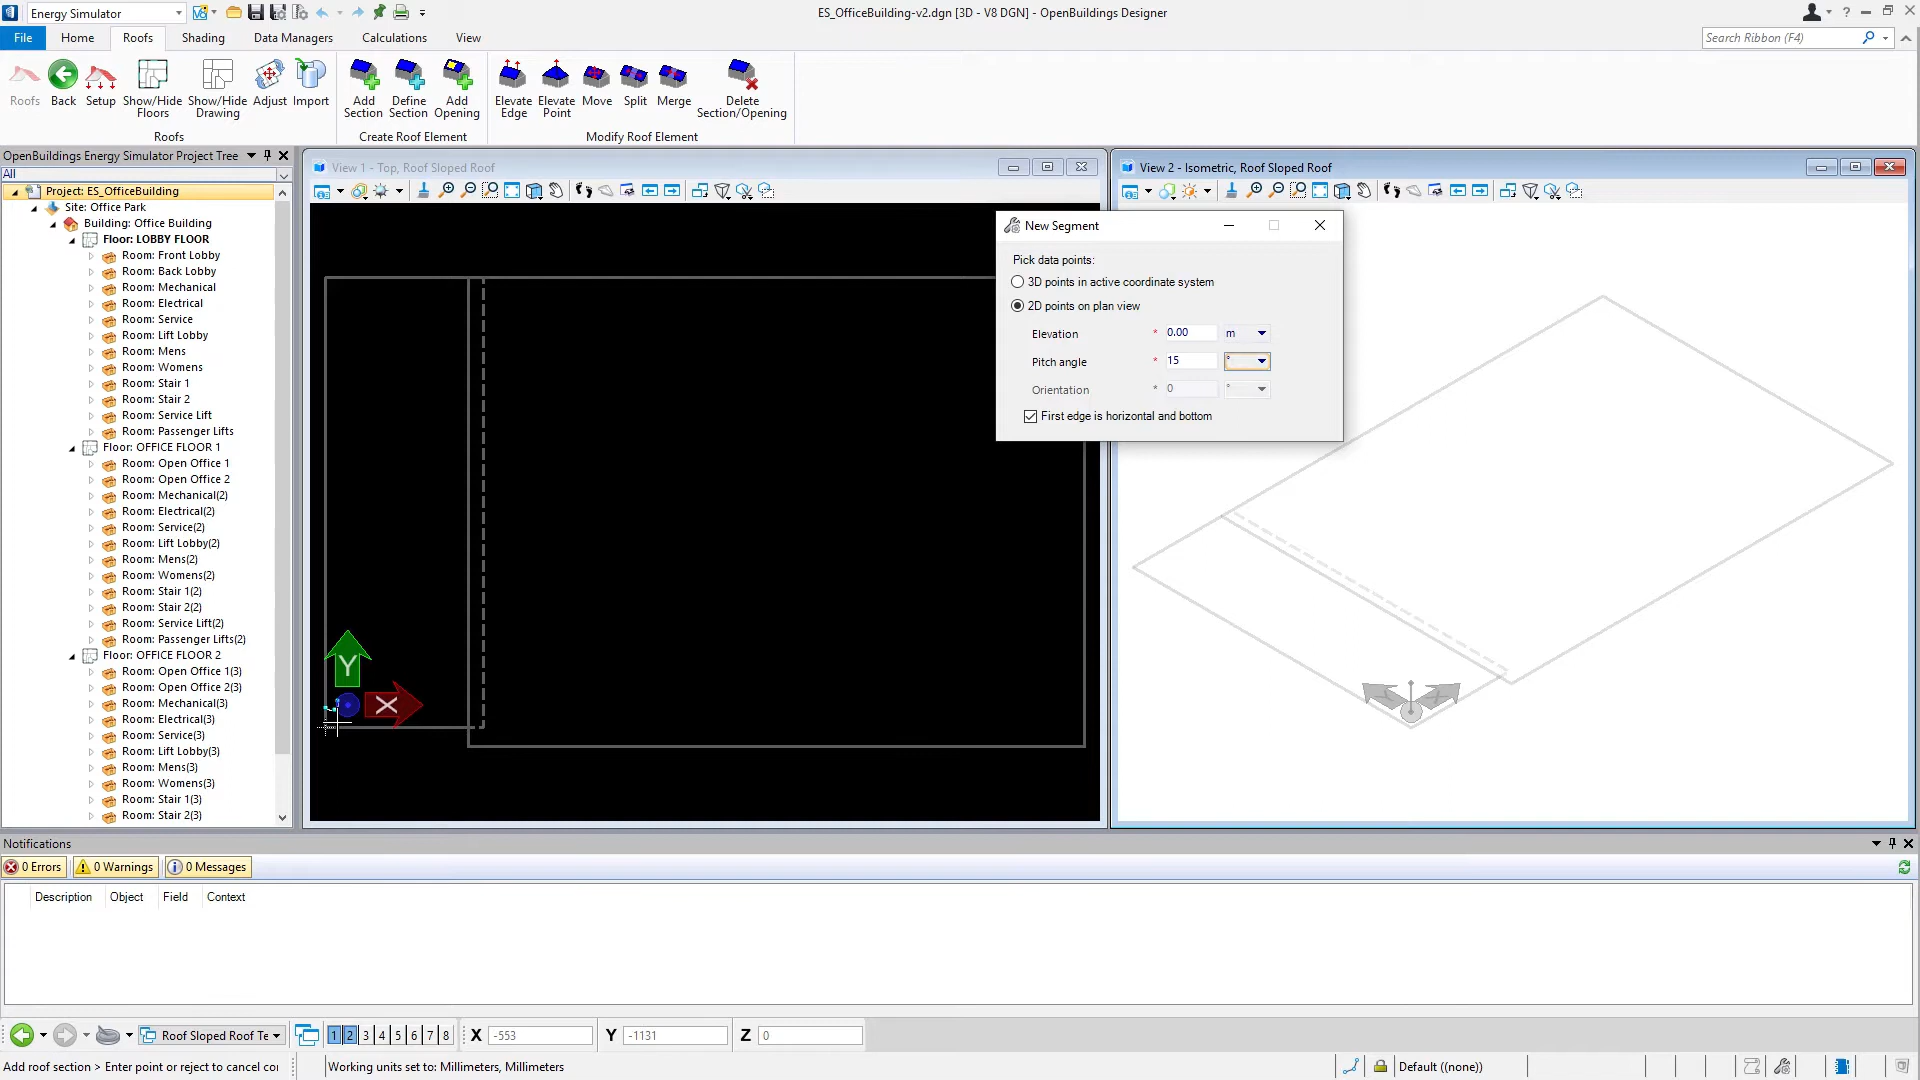 Energy Simulator
ES_OfficeBuilding-v2.dgn [3D - V8 DGN] - OpenBuildings Designer
File Home Roofs Shading Data Managers Calculations View
Search Ribbon (F4)
Roofs Back Setup Show/Hide Floors Show/Hide Drawing Adjust Import
Add Section Define Section Add Opening
Elevate Edge Elevate Point Move Split Merge Delete Section/Opening
Roofs Create Roof Element Modify Roof Element
OpenBuildings Energy Simulator Project Tree
All
Project: ES_OfficeBuilding
Site: Office Park
Building: Office Building
Floor: LOBBY FLOOR
Room: Front Lobby
Room: Back Lobby
Room: Mechanical
Room: Electrical
Room: Service
Room: Lift Lobby
Room: Mens
Room: Womens
Room: Stair 1
Room: Stair 2
Room: Service Lift
Room: Passenger Lifts
Floor: OFFICE FLOOR 1
Room: Open Office 1
Room: Open Office 2
Room: Mechanical(2)
Room: Electrical(2)
Room: Service(2)
Room: Lift Lobby(2)
Room: Mens(2)
Room: Womens(2)
Room: Stair 1(2)
Room: Stair 2(2)
Room: Service Lift(2)
Room: Passenger Lifts(2)
Floor: OFFICE FLOOR 2
Room: Open Office 1(3)
Room: Open Office 2(3)
Room: Mechanical(3)
Room: Electrical(3)
Room: Service(3)
Room: Lift Lobby(3)
Room: Mens(3)
Room: Womens(3)
Room: Stair 1(3)
Room: Stair 2(3)
View 1 - Top, Roof Sloped Roof
Y
X
View 2 - Isometric, Roof Sloped Roof
New Segment
Pick data points:
3D points in active coordinate system
2D points on plan view
Elevation * 0.00 m
Pitch angle * 15 °
Orientation * 0 °
First edge is horizontal and bottom
Notifications
0 Errors 0 Warnings 0 Messages
Description Object Field Context
Roof Sloped Roof Te 1 2 3 4 5 6 7 8 X -553 Y -1131 Z 0
Add roof section > Enter point or reject to cancel cor Working units set to: Millimeters, Millimeters Default ((none))